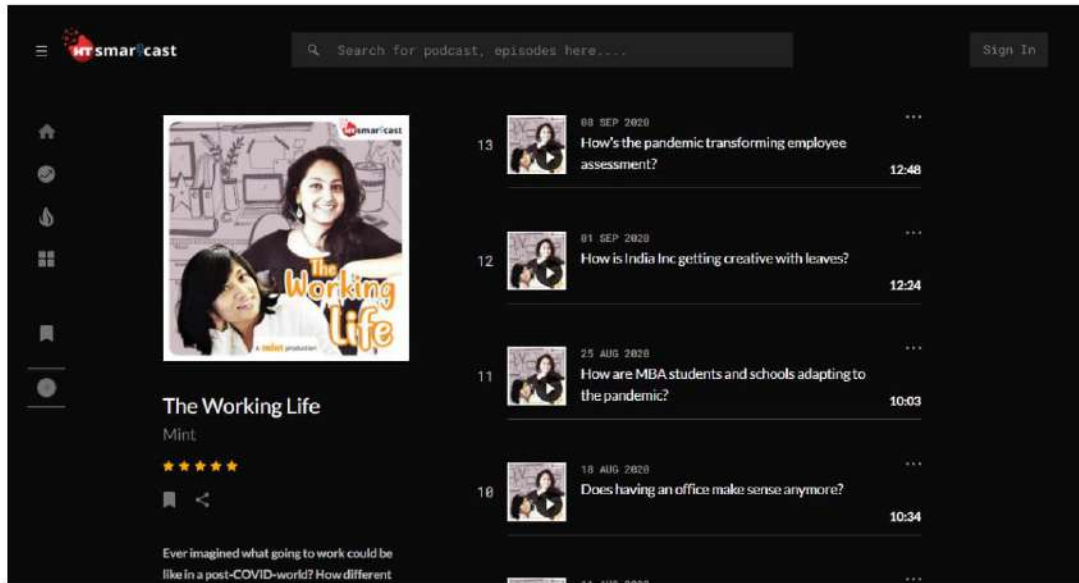 HT smartcast
Search for podcast, episodes here....
Sign In
HT smartcast
The
Working
Life
A mint production
The Working Life
Mint
Ever imagined what going to work could be
like in a post-COVID-world? How different
13
08 SEP 2020
How's the pandemic transforming employee
assessment?
12:48
12
01 SEP 2020
How is India Inc getting creative with leaves?
12:24
11
25 AUG 2020
How are MBA students and schools adapting to
the pandemic?
10:03
10
18 AUG 2020
Does having an office make sense anymore?
10:34